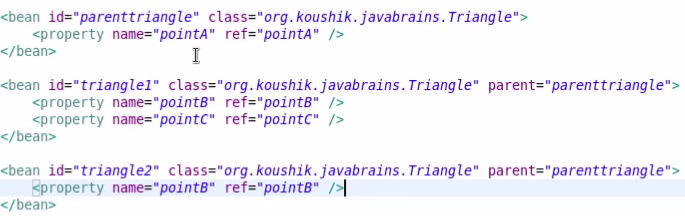 <bean id="parenttriangle" class="org.koushik.javabrains.Triangle">
<property name="pointA" ref="pointA" />
</bean>
<bean id="triangle1" class="org.koushik.javabrains.Triangle" parent="parenttriangle">
<property name="pointB" ref="pointB" />
<property name="pointC" ref="pointC" />
</bean>
<bean id="triangle2" class="org.koushik.javabrains.Triangle" parent="parenttriangle">
<property name="pointB" ref="pointB" />
</bean>